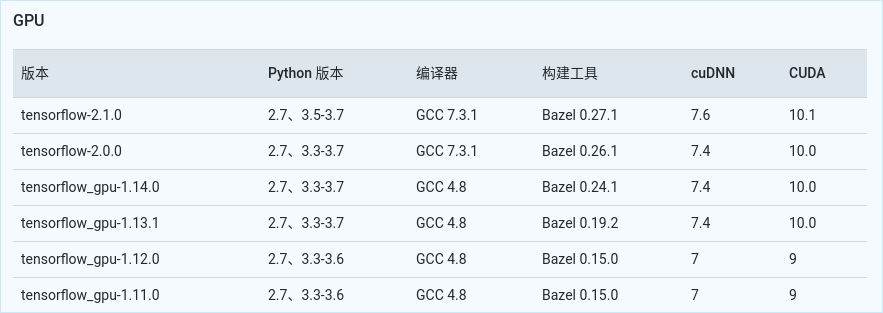 GPU
版本 Python 版本 编译器 构建工具 cuDNN CUDA
tensorflow-2.1.0 2.7、3.5-3.7 GCC 7.3.1 Bazel 0.27.1 7.6 10.1
tensorflow-2.0.0 2.7、3.3-3.7 GCC 7.3.1 Bazel 0.26.1 7.4 10.0
tensorflow_gpu-1.14.0 2.7、3.3-3.7 GCC 4.8 Bazel 0.24.1 7.4 10.0
tensorflow_gpu-1.13.1 2.7、3.3-3.7 GCC 4.8 Bazel 0.19.2 7.4 10.0
tensorflow_gpu-1.12.0 2.7、3.3-3.6 GCC 4.8 Bazel 0.15.0 7 9
tensorflow_gpu-1.11.0 2.7、3.3-3.6 GCC 4.8 Bazel 0.15.0 7 9